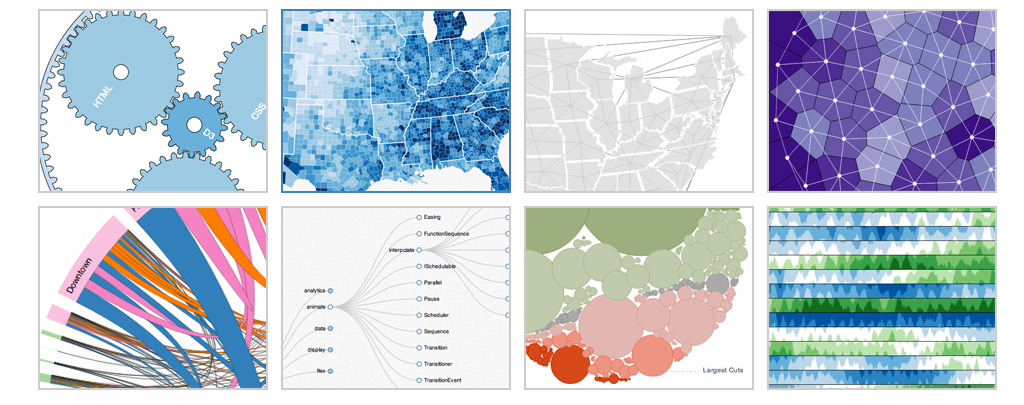 HTML
D3
CSS
Downtown
Easing
FunctionSequence
interpolate
ISchedulable
Parallel
analytics
Pause
animate
Scheduler
data
Sequence
display
Transition
Transitioner
flex
TransitionEvent
Largest Cuts